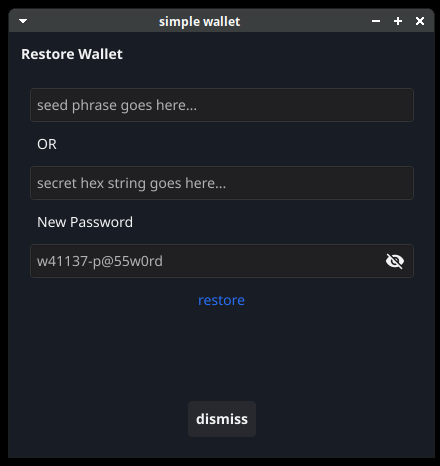 simple wallet
Restore Wallet
seed phrase goes here...
OR
secret hex string goes here...
New Password
w41137-p@55w0rd
restore
dismiss